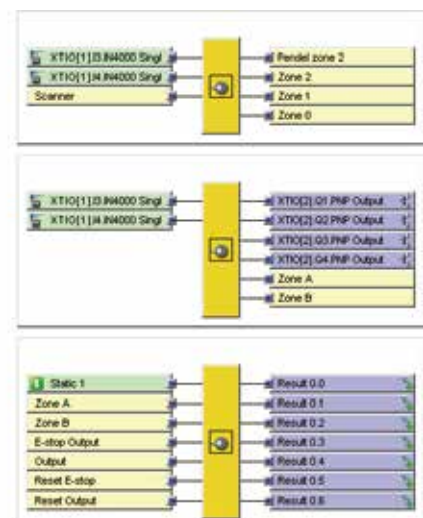 XTIO[1].I3.IN4000 Singl
Pendel zone 2
XTIO[1].I4.IN4000 Singl
Zone 2
Scanner
Zone 1
Zone 0
XTIO[1].I3.IN4000 Singl
XTIO[2].Q1.PNP Output
XTIO[1].I4.IN4000 Singl
XTIO[2].Q2.PNP Output
XTIO[2].Q3.PNP Output
XTIO[2].Q4.PNP Output
Zone A
Zone B
Static 1
Result 0.0
Zone A
Result 0.1
Zone B
Result 0.2
E-stop Output
Result 0.3
Output
Result 0.4
Reset E-stop
Result 0.5
Reset Output
Result 0.6